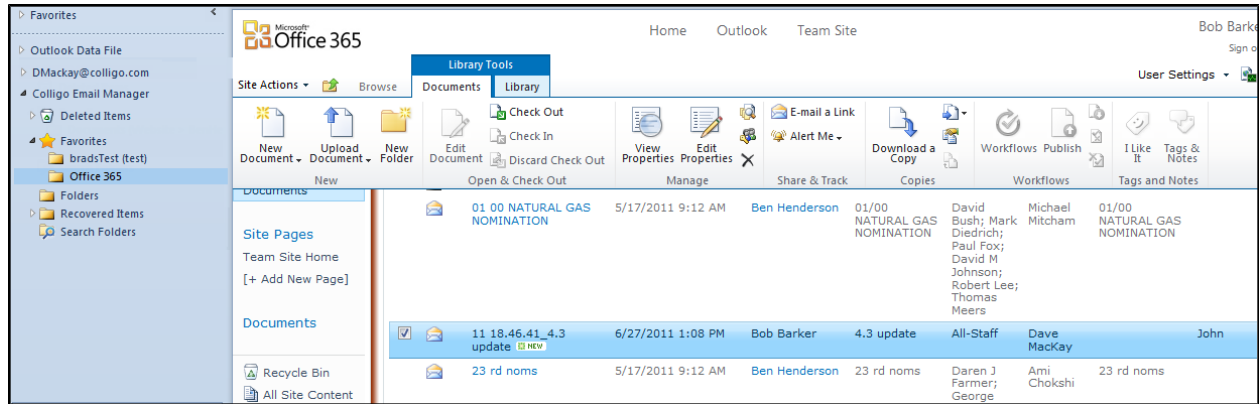 Favorites
Outlook Data File
DMackay@colligo.com
Colligo Email Manager
Deleted Items
Favorites
bradsTest (test)
Office 365
Folders
Recovered Items
Search Folders
Microsoft®
Office 365
Home Outlook Team Site
Bob Barke
Sign o
Library Tools
User Settings
Site Actions Browse Documents Library
New Document
Upload Document
New Folder
New
Edit Document
Check Out
Check In
Discard Check Out
Open & Check Out
View Properties
Edit Properties
Manage
E-mail a Link
Alert Me
Share & Track
Download a Copy
Copies
Workflows Publish
Workflows
I Like It
Tags & Notes
Tags and Notes
Documents
Site Pages
Team Site Home
[+ Add New Page]
Documents
Recycle Bin
All Site Content
01 00 NATURAL GAS NOMINATION 5/17/2011 9:12 AM Ben Henderson 01/00 NATURAL GAS NOMINATION David Bush; Mark Diedrich; Paul Fox; David M Johnson; Robert Lee; Thomas Meers Michael Mitcham 01/00 NATURAL GAS NOMINATION
11 18.46.41_4.3 update NEW 6/27/2011 1:08 PM Bob Barker 4.3 update All-Staff Dave MacKay John
23 rd noms 5/17/2011 9:12 AM Ben Henderson 23 rd noms Daren J Farmer; George Ami Chokshi 23 rd noms